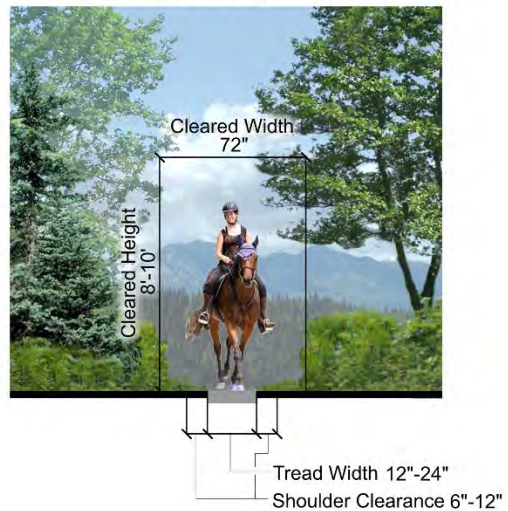 Cleared Width
72"
Cleared Height
8'-10'
Tread Width 12"-24"
Shoulder Clearance 6"-12"